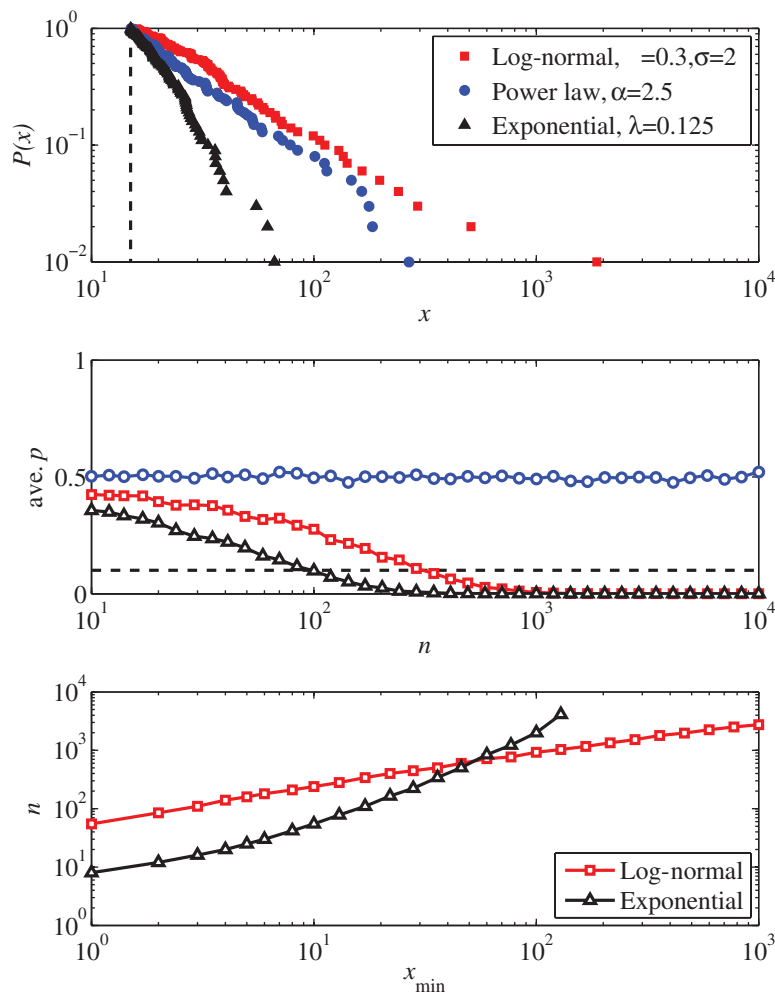 10^0
10^-1
10^-2
P(x)
Log-normal, =0.3,σ=2
Power law, α=2.5
Exponential, λ=0.125
10^1 10^2 10^3 10^4
x
1
0.5
0
ave. p
10^1 10^2 10^3 10^4
n
10^4
10^3
10^2
10^1
10^0
n
Log-normal
Exponential
10^0 10^1 10^2 10^3
x_min